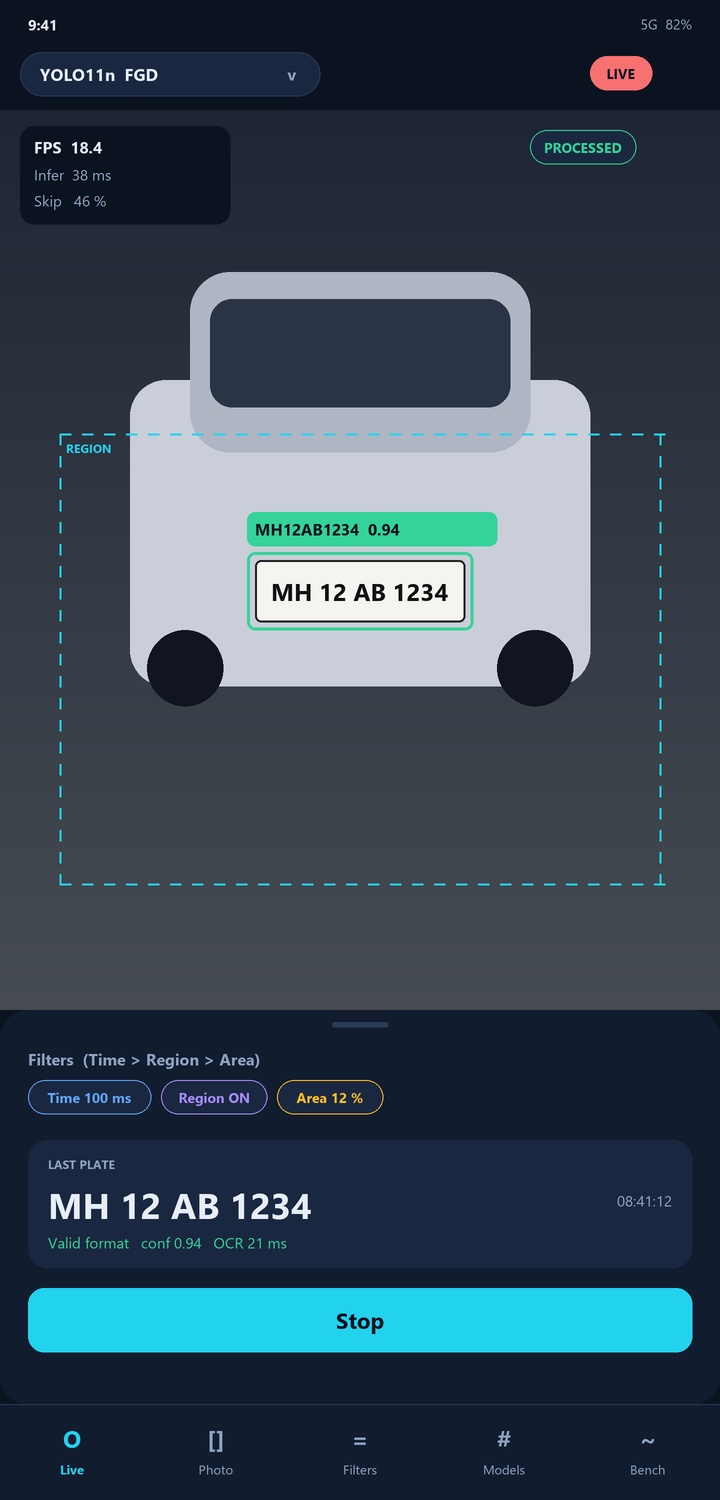 9:41
5G 82%
YOLO11n FGD v
LIVE
FPS 18.4
Infer 38 ms
Skip 46 %
PROCESSED
REGION
MH12AB1234 0.94
MH 12 AB 1234
Filters (Time > Region > Area)
Time 100 ms
Region ON
Area 12 %
LAST PLATE
MH 12 AB 1234
08:41:12
Valid format conf 0.94 OCR 21 ms
Stop
O
[]
=
#
~
Live
Photo
Filters
Models
Bench